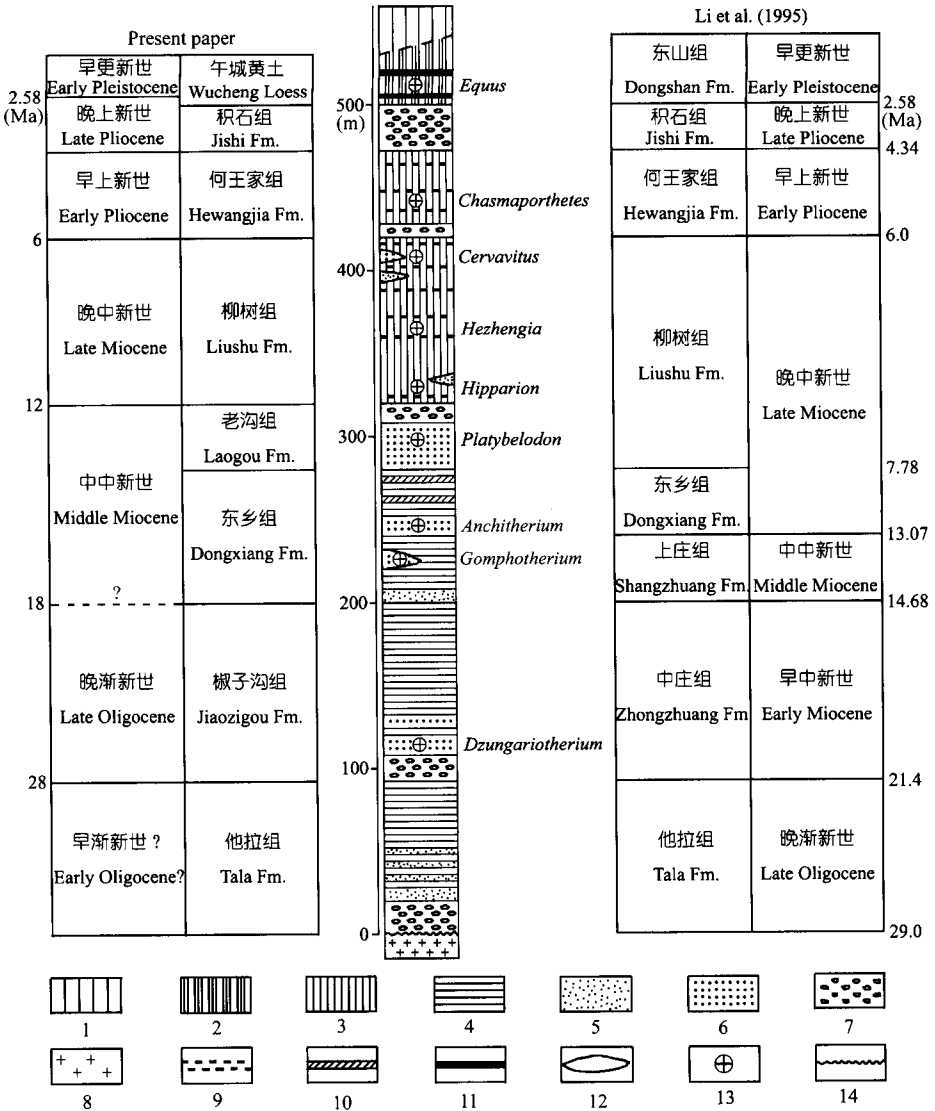 Present paper
早更新世
Early Pleistocene
午城黄土
Wucheng Loess
2.58
(Ma)
晚上新世
Late Pliocene
积石组
Jishi Fm.
早上新世
Early Pliocene
何王家组
Hewangjia Fm.
6
晚中新世
Late Miocene
柳树组
Liushu Fm.
12
中中新世
Middle Miocene
老沟组
Laogou Fm.
东乡组
Dongxiang Fm.
?
18
晚渐新世
Late Oligocene
椒子沟组
Jiaozigou Fm.
28
早渐新世?
Early Oligocene?
他拉组
Tala Fm.
500
(m)
400
300
200
100
0
Equus
Chasmaporthetes
Cervavitus
Hezhengia
Hipparion
Platybelodon
Anchitherium
Gomphotherium
Dzungariotherium
Li et al. (1995)
东山组
Dongshan Fm.
早更新世
Early Pleistocene
2.58
(Ma)
积石组
Jishi Fm.
晚上新世
Late Pliocene
4.34
何王家组
Hewangjia Fm.
早上新世
Early Pliocene
6.0
柳树组
Liushu Fm.
晚中新世
Late Miocene
7.78
东乡组
Dongxiang Fm.
13.07
上庄组
Shangzhuang Fm.
中中新世
Middle Miocene
14.68
中庄组
Zhongzhuang Fm
早中新世
Early Miocene
21.4
他拉组
Tala Fm.
晚渐新世
Late Oligocene
29.0
1 2 3 4 5 6 7
8 9 10 11 12 13 14